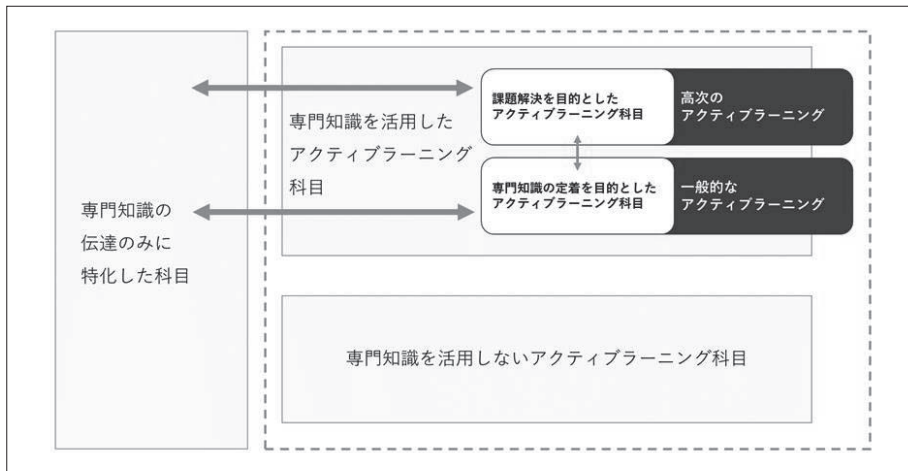 専門知識の
伝達のみに
特化した科目
専門知識を活用した
アクティブラーニング
科目
課題解決を目的とした
アクティブラーニング科目
高次の
アクティブラーニング
専門知識の定着を目的とした
アクティブラーニング科目
一般的な
アクティブラーニング
専門知識を活用しないアクティブラーニング科目